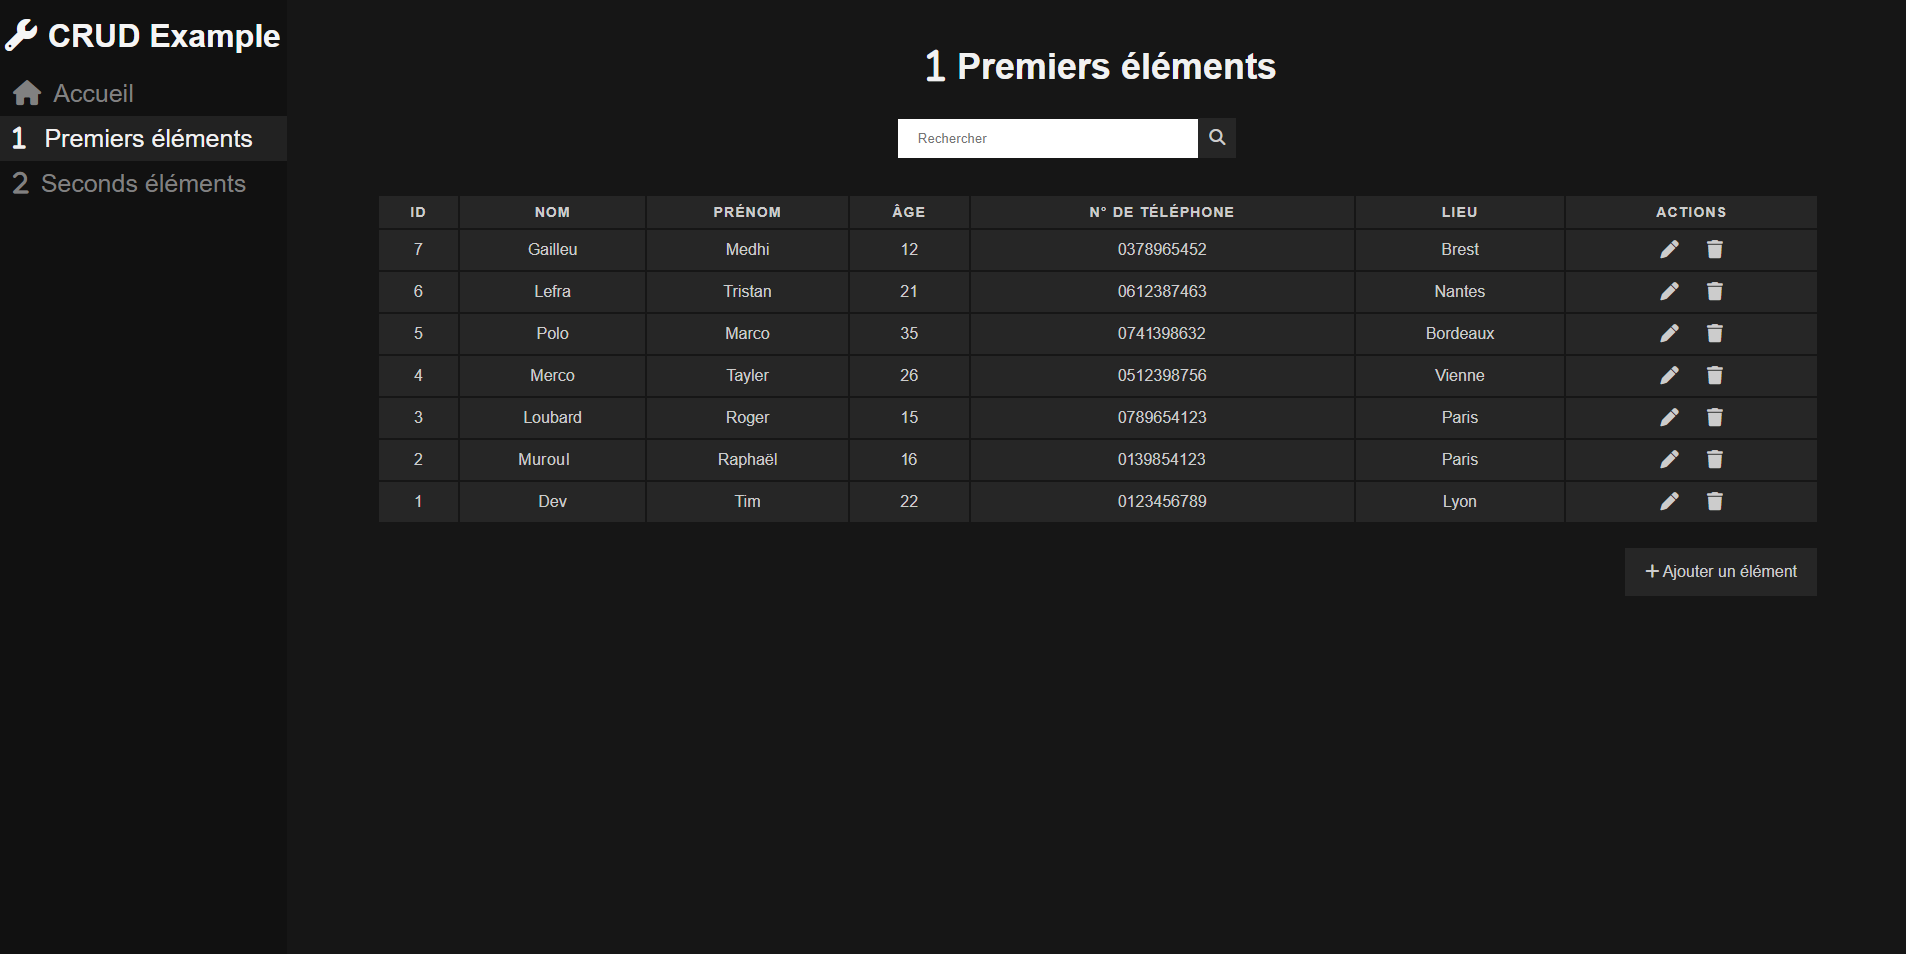 CRUD Example
Accueil
1 Premiers éléments
2 Seconds éléments
1 Premiers éléments
Rechercher
ID NOM PRÉNOM ÂGE N° DE TÉLÉPHONE LIEU ACTIONS
7 Gailleu Medhi 12 0378965452 Brest
6 Lefra Tristan 21 0612387463 Nantes
5 Polo Marco 35 0741398632 Bordeaux
4 Merco Tayler 26 0512398756 Vienne
3 Loubard Roger 15 0789654123 Paris
2 Muroul Raphaël 16 0139854123 Paris
1 Dev Tim 22 0123456789 Lyon
+ Ajouter un élément